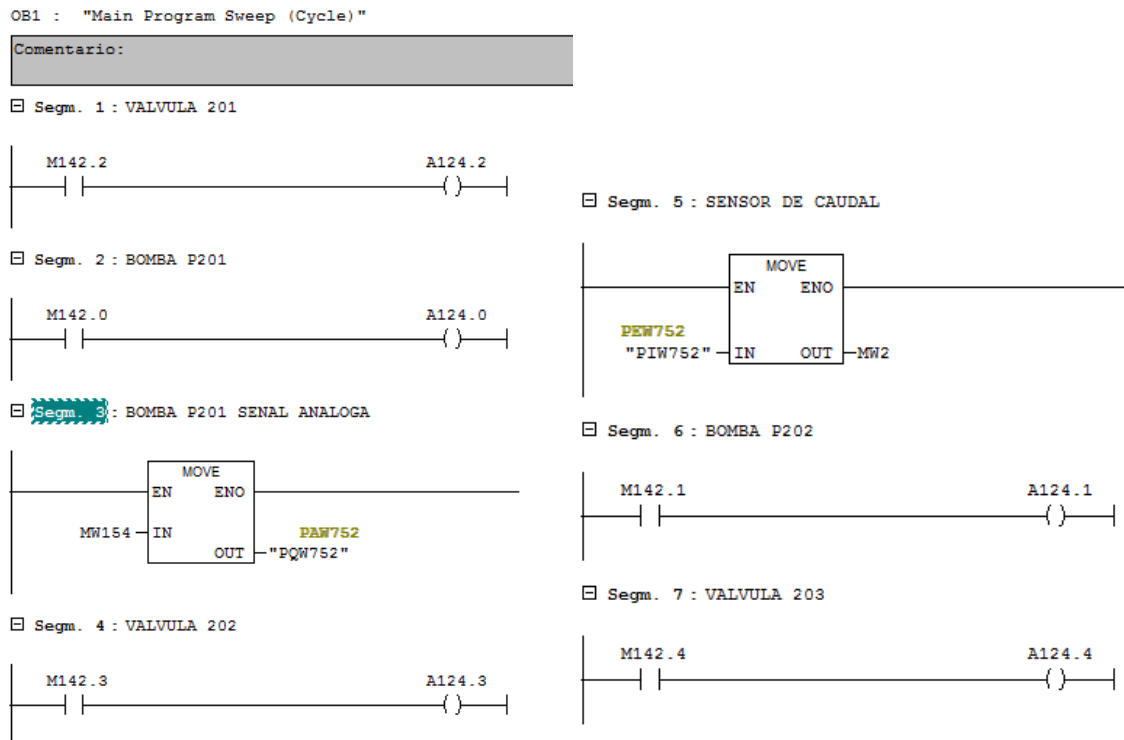 OB1 : "Main Program Sweep (Cycle)"
Comentario:
Segm. 1 : VALVULA 201
M142.2 A124.2
Segm. 2 : BOMBA P201
M142.0 A124.0
Segm. 3 : BOMBA P201 SENAL ANALOGA
MOVE
EN ENO
MW154 IN PAW752
OUT "PQW752"
Segm. 4 : VALVULA 202
M142.3 A124.3
Segm. 5 : SENSOR DE CAUDAL
MOVE
EN ENO
PEW752
"PIW752" IN OUT MW2
Segm. 6 : BOMBA P202
M142.1 A124.1
Segm. 7 : VALVULA 203
M142.4 A124.4